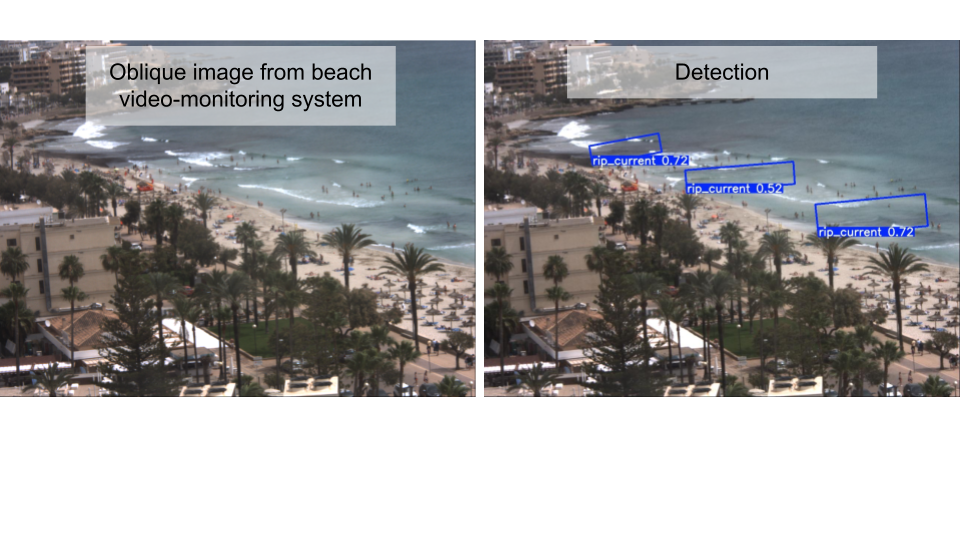 Oblique image from beach
video-monitoring system
Detection
rip_current 0.72
rip_current 0.52
rip_current 0.72